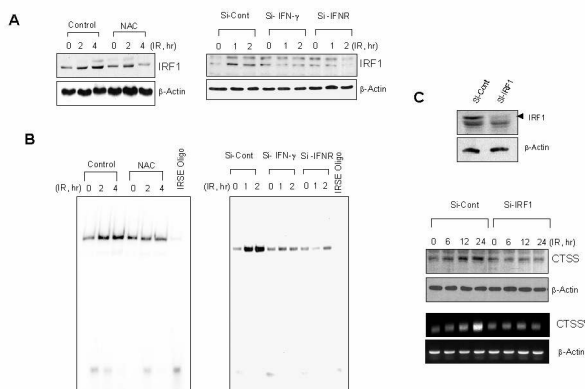 A
Control NAC
0 2 4 0 2 4 (IR, hr)
IRF1
β-Actin
Si-Cont Si- IFN-γ Si -IFNR
0 1 2 0 1 2 0 1 2 (IR, hr)
IRF1
β-Actin
B
Control NAC IRSE Oligo
(IR, hr) 0 2 4 0 2 4
Si-Cont Si- IFN-γ Si -IFNR IRSE Oligo
(IR, hr) 0 1 2 0 1 2 0 1 2
C
Si-Cont Si-IRF1
IRF1
β-Actin
Si-Cont Si-IRF1
0 6 12 24 0 6 12 24 (IR, hr)
CTSS
β-Actin
CTSS'
β-Actin